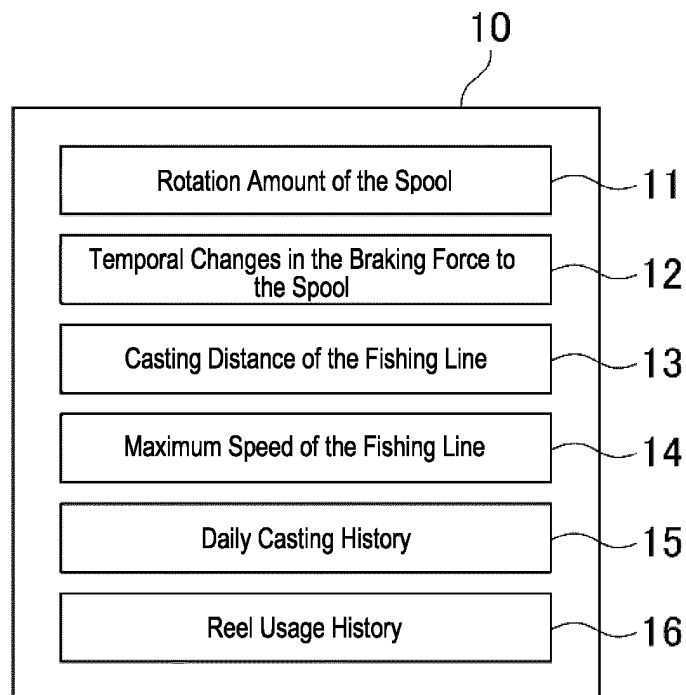 10
Rotation Amount of the Spool
11
Temporal Changes in the Braking Force to
the Spool
12
Casting Distance of the Fishing Line
13
Maximum Speed of the Fishing Line
14
Daily Casting History
15
Reel Usage History
16